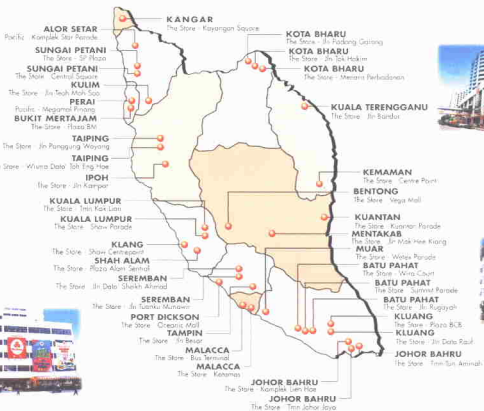 KANGAR
The Store - Kayangan Square
ALOR SETAR
Pacific - Komplek Star Parade
SUNGAI PETANI
The Store - SP Plaza
SUNGAI PETANI
The Store - Central Square
KULIM
The Store - Jln Teoh Moh Soo
PERAI
Pacific - Megamal Pinang
BUKIT MERTAJAM
The Store - Plaza BM
TAIPING
The Store - Jln Panggung Wayang
TAIPING
The Store - Wisma Dato' Toh Eng Hoe
IPOH
The Store - Jln Kampar
KUALA LUMPUR
The Store - Tmn Kok Lian
KUALA LUMPUR
The Store - Shaw Parade
KLANG
The Store - Shaw Centrepoint
SHAH ALAM
The Store - Plaza Alam Sentral
SEREMBAN
The Store - Jln Dato' Sheikh Ahmad
SEREMBAN
The Store - Jln Tuanku Munawir
PORT DICKSON
The Store - Oceanic Mall
TAMPIN
The Store - Jln Besar
MALACCA
The Store - Bus Terminal
MALACCA
The Store - Kotamas
KOTA BHARU
The Store - Jln Padang Garong
KOTA BHARU
The Store - Jln Tok Hakim
KOTA BHARU
The Store - Menara Perbadanan
KUALA TERENGGANU
The Store - Jln Bandar
KEMAMAN
The Store - Centre Point
BENTONG
The Store - Vega Mall
KUANTAN
The Store - Kuantan Parade
MENTAKAB
The Store - Jln Mok Hee Kiang
MUAR
The Store - Wetex Parade
BATU PAHAT
The Store - Wira Court
BATU PAHAT
The Store - Summit Parade
BATU PAHAT
The Store - Jln Rugayah
KLUANG
The Store - Plaza BCB
KLUANG
The Store - Jln Dato Rauf
JOHOR BAHRU
The Store - Tmn Sri Aminah
JOHOR BAHRU
The Store - Komplek Lien Hoe
JOHOR BAHRU
The Store - Tmn Johor Jaya